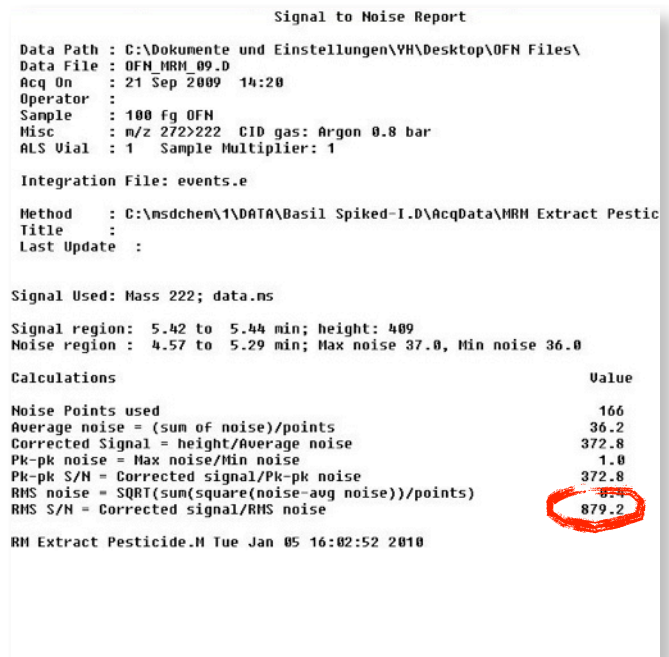 Signal to Noise Report
Data Path : C:\Dokumente und Einstellungen\YH\Desktop\OFN Files\
Data File : OFN_MRM_09.D
Acq On : 21 Sep 2009 14:20
Operator :
Sample : 100 fg OFN
Misc : m/z 272>222 CID gas: Argon 0.8 bar
ALS Vial : 1 Sample Multiplier: 1
Integration File: events.e
Method : C:\msdchem\1\DATA\Basil Spiked-I.D\AcqData\MRM Extract Pestic
Title :
Last Update :
Signal Used: Mass 222; data.ms
Signal region: 5.42 to 5.44 min; height: 409
Noise region : 4.57 to 5.29 min; Max noise 37.0, Min noise 36.0
Calculations Value
Noise Points used 166
Average noise = (sum of noise)/points 36.2
Corrected Signal = height/Average noise 372.8
Pk-pk noise = Max noise/Min noise 1.0
Pk-pk S/N = Corrected signal/Pk-pk noise 372.8
RMS noise = SQRT(sum(square(noise-avg noise))/points) 0.4
RMS S/N = Corrected signal/RMS noise 879.2
RM Extract Pesticide.M Tue Jan 05 16:02:52 2010